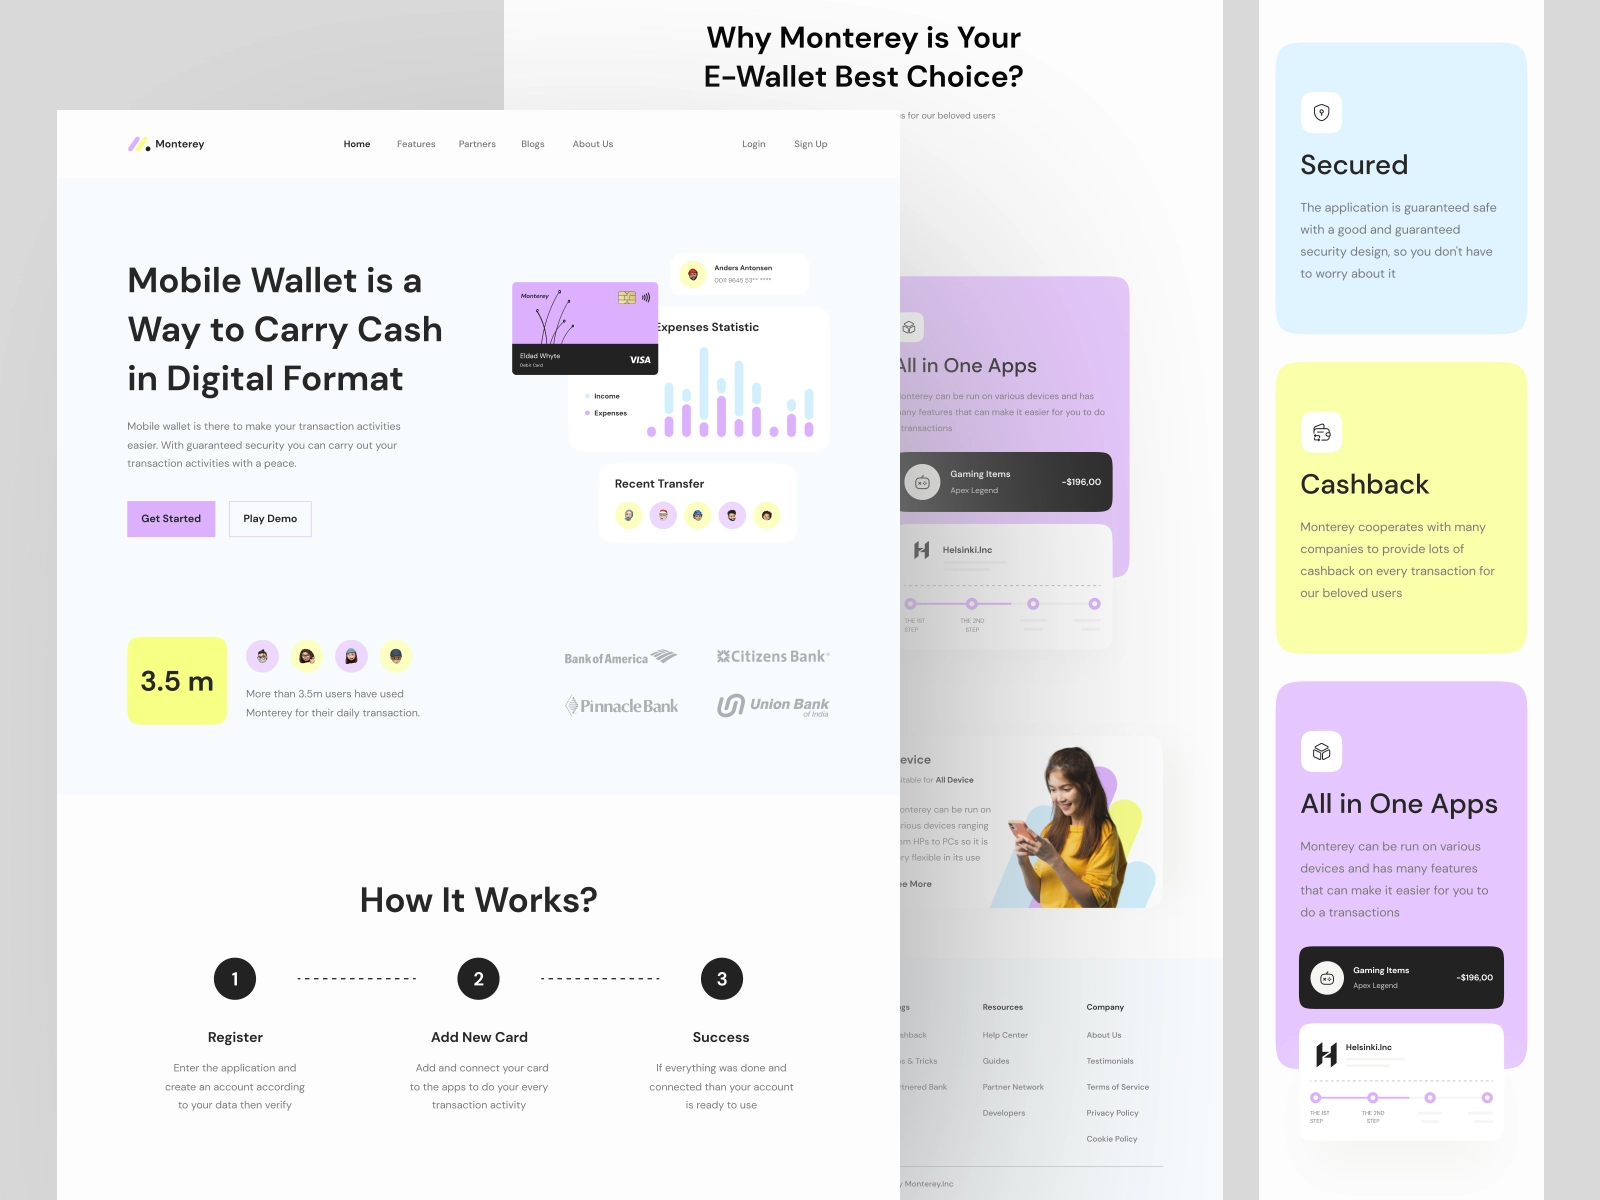 Monterey
Home Features Partners Blogs About Us
Login Sign Up
Mobile Wallet is a
Way to Carry Cash
in Digital Format
Mobile wallet is there to make your transaction activities
easier. With guaranteed security you can carry out your
transaction activities with a peace.
Get Started Play Demo
Anders Antonsen
0011 9645 53** ****
Monterey
Eldad Whyte
Debit Card
VISA
Expenses Statistic
Income
Expenses
Recent Transfer
3.5 m
More than 3.5m users have used
Monterey for their daily transaction.
Bank of America Citizens Bank®
Pinnacle Bank Union Bank
of India
How It Works?
1 2 3
Register
Enter the application and
create an account according
to your data then verify
Add New Card
Add and connect your card
to the apps to do your every
transaction activity
Success
If everything was done and
connected than your account
is ready to use
Why Monterey is Your
E-Wallet Best Choice?
for our beloved users
All in One Apps
onterey can be run on various devices and has
any features that can make it easier for you to do
transactions
Gaming Items
Apex Legend
-$196,00
Helsinki.Inc
THE 1ST
STEP
THE 2ND
STEP
evice
itable for All Device
onterey can be run on
rious devices ranging
om HPs to PCs so it is
ry flexible in its use
ee More
gs
shback
s & Tricks
rtnered Bank
Resources
Help Center
Guides
Partner Network
Developers
Company
About Us
Testimonials
Terms of Service
Privacy Policy
Cookie Policy
y Monterey.Inc
Secured
The application is guaranteed safe
with a good and guaranteed
security design, so you don't have
to worry about it
Cashback
Monterey cooperates with many
companies to provide lots of
cashback on every transaction for
our beloved users
All in One Apps
Monterey can be run on various
devices and has many features
that can make it easier for you to
do a transactions
Gaming Items
Apex Legend
-$196,00
Helsinki.Inc
THE 1ST
STEP
THE 2ND
STEP